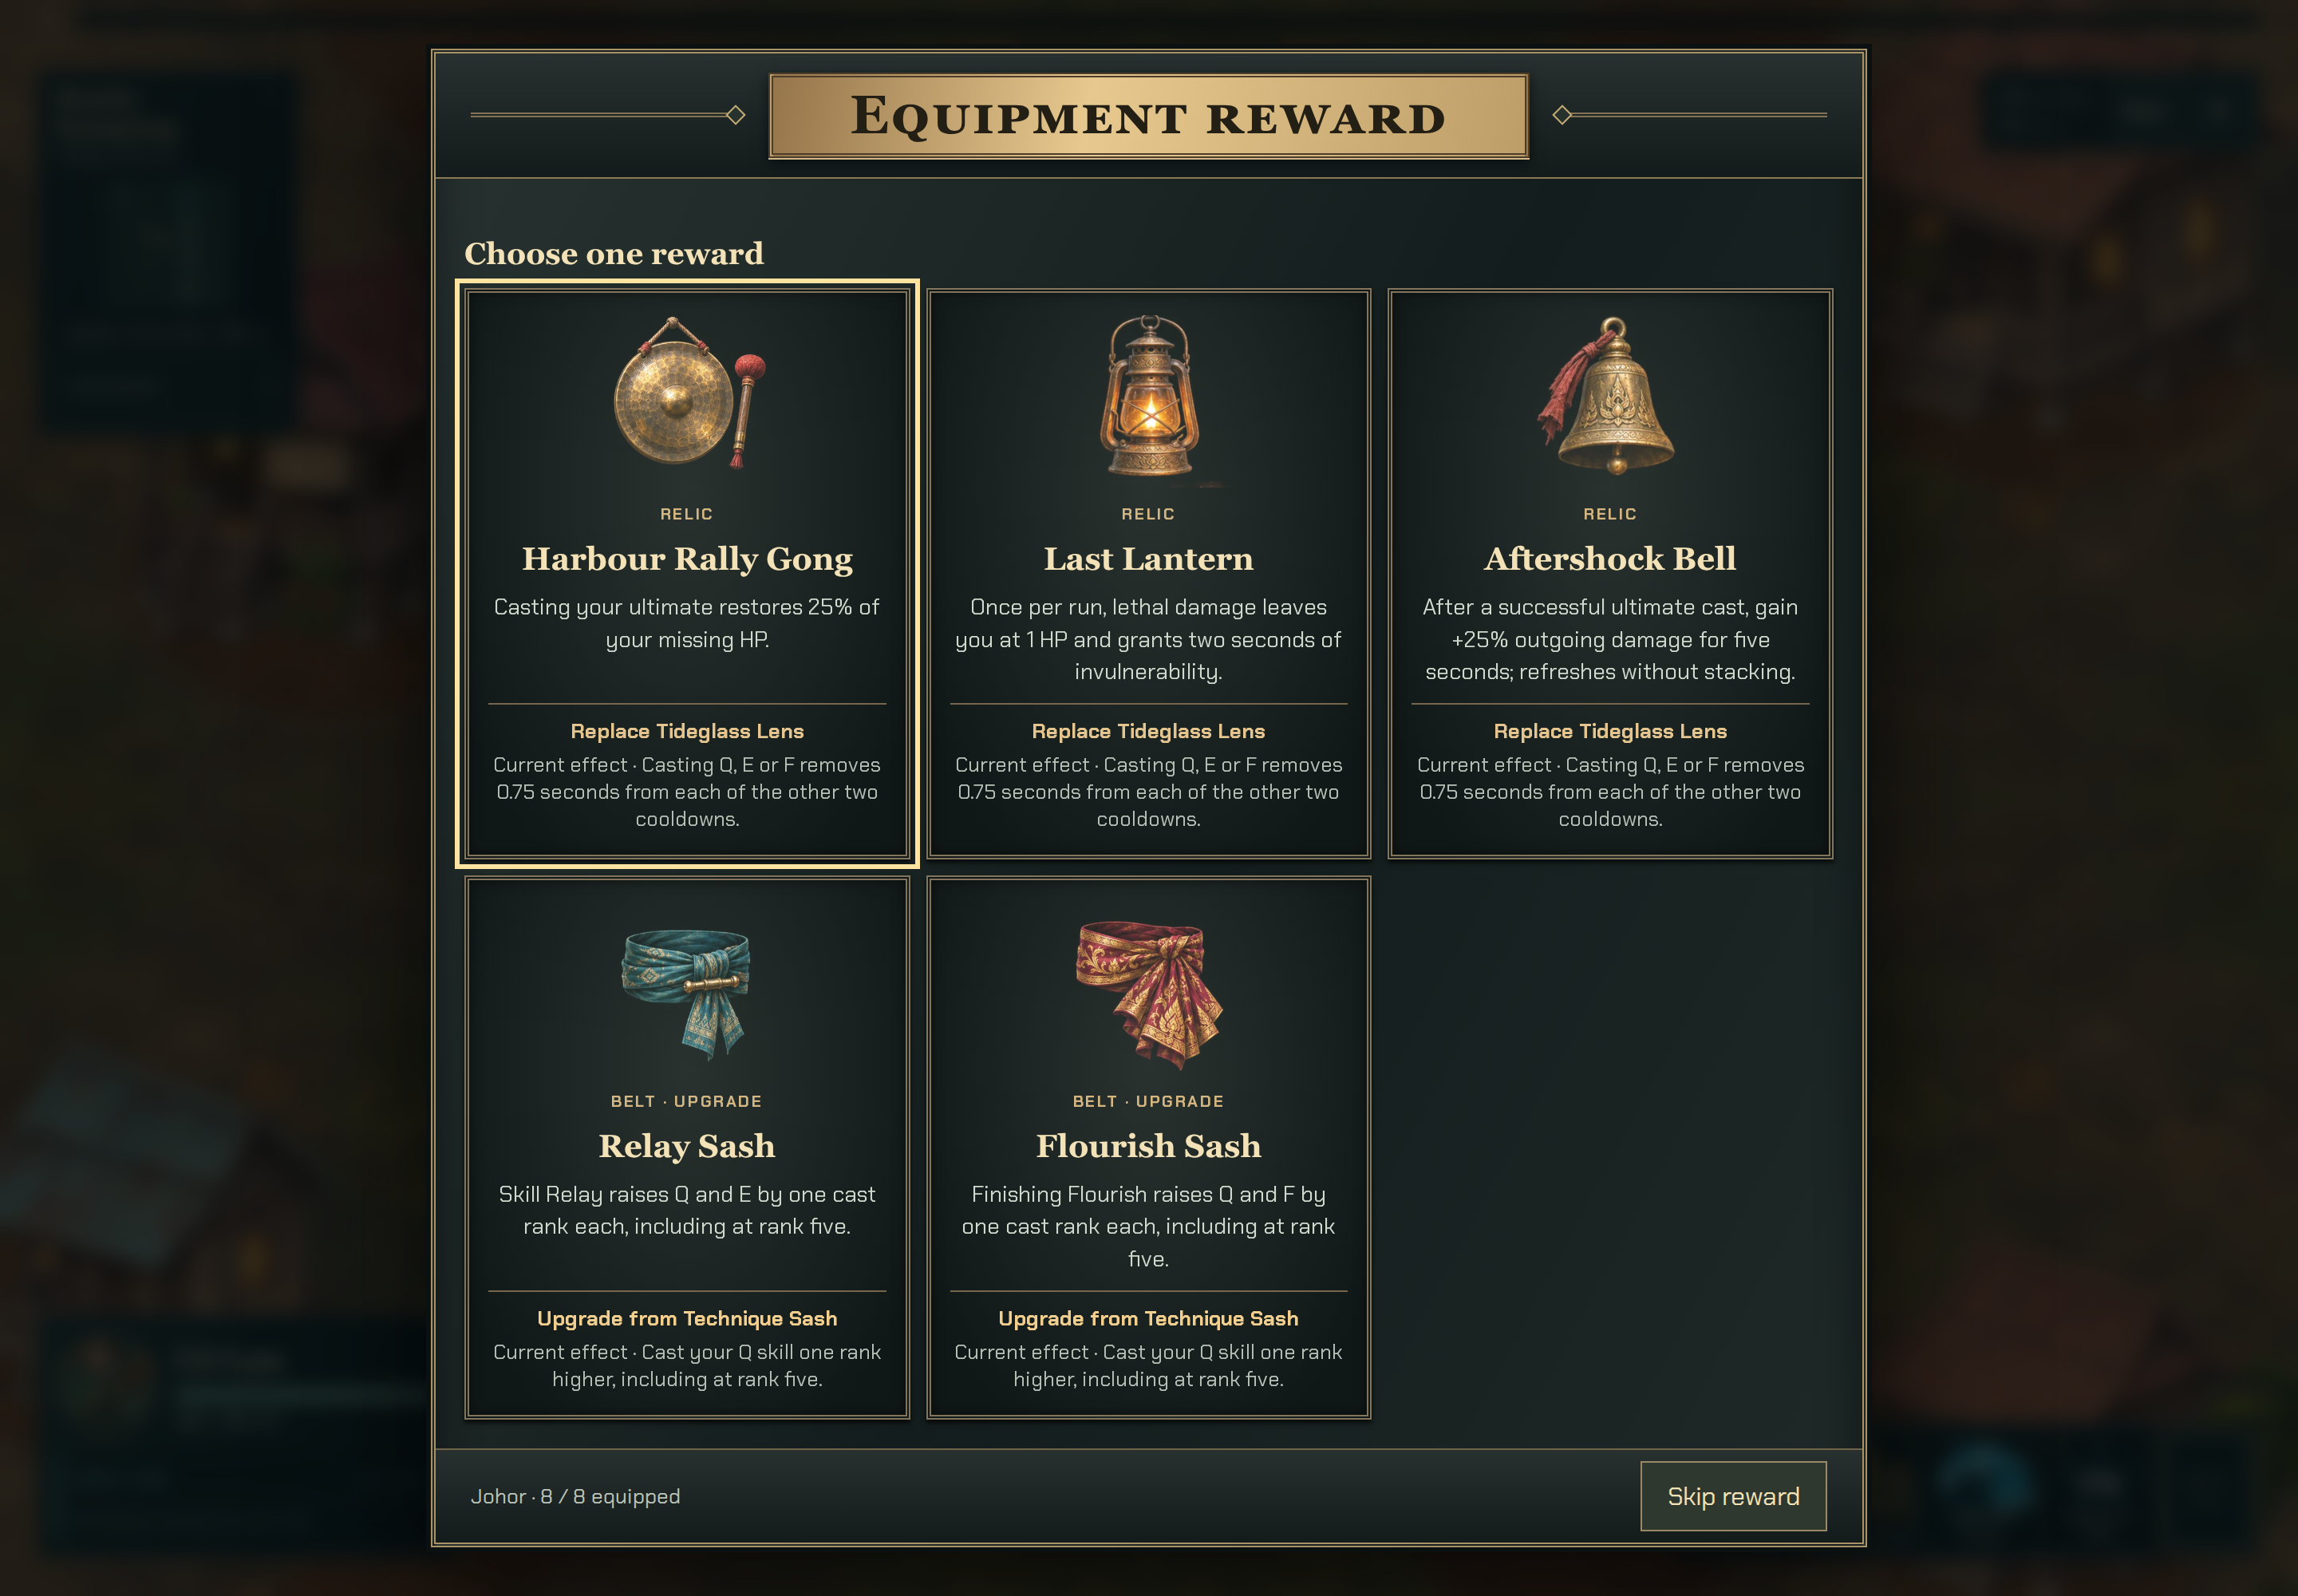 Equipment reward
Choose one reward
RELIC
Harbour Rally Gong
Casting your ultimate restores 25% of
your missing HP.
Replace Tideglass Lens
Current effect · Casting Q, E or F removes
0.75 seconds from each of the other two
cooldowns.
RELIC
Last Lantern
Once per run, lethal damage leaves
you at 1 HP and grants two seconds of
invulnerability.
Replace Tideglass Lens
Current effect · Casting Q, E or F removes
0.75 seconds from each of the other two
cooldowns.
RELIC
Aftershock Bell
After a successful ultimate cast, gain
+25% outgoing damage for five
seconds; refreshes without stacking.
Replace Tideglass Lens
Current effect · Casting Q, E or F removes
0.75 seconds from each of the other two
cooldowns.
BELT · UPGRADE
Relay Sash
Skill Relay raises Q and E by one cast
rank each, including at rank five.
Upgrade from Technique Sash
Current effect · Cast your Q skill one rank
higher, including at rank five.
BELT · UPGRADE
Flourish Sash
Finishing Flourish raises Q and F by
one cast rank each, including at rank
five.
Upgrade from Technique Sash
Current effect · Cast your Q skill one rank
higher, including at rank five.
Johor · 8 / 8 equipped
Skip reward